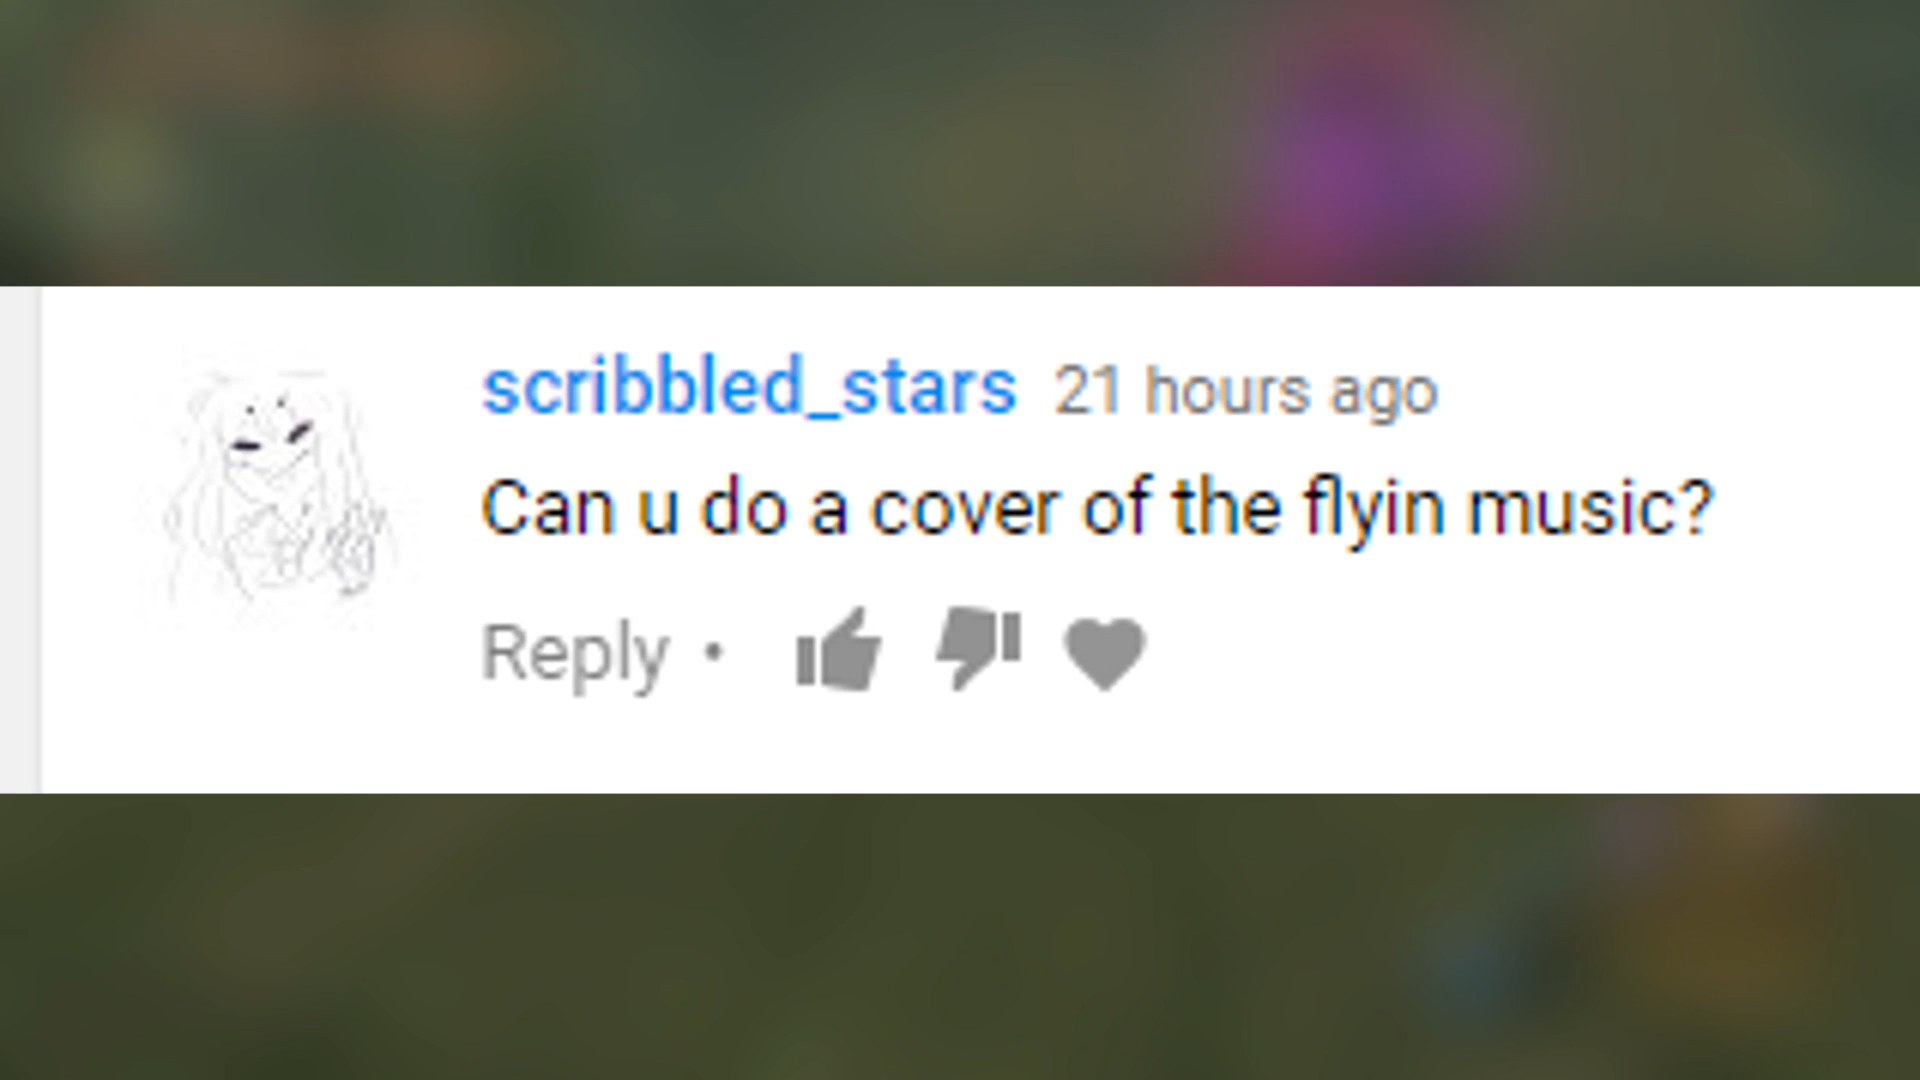 scribbled_stars 21 hours ago
Can u do a cover of the flyin music?
Reply •